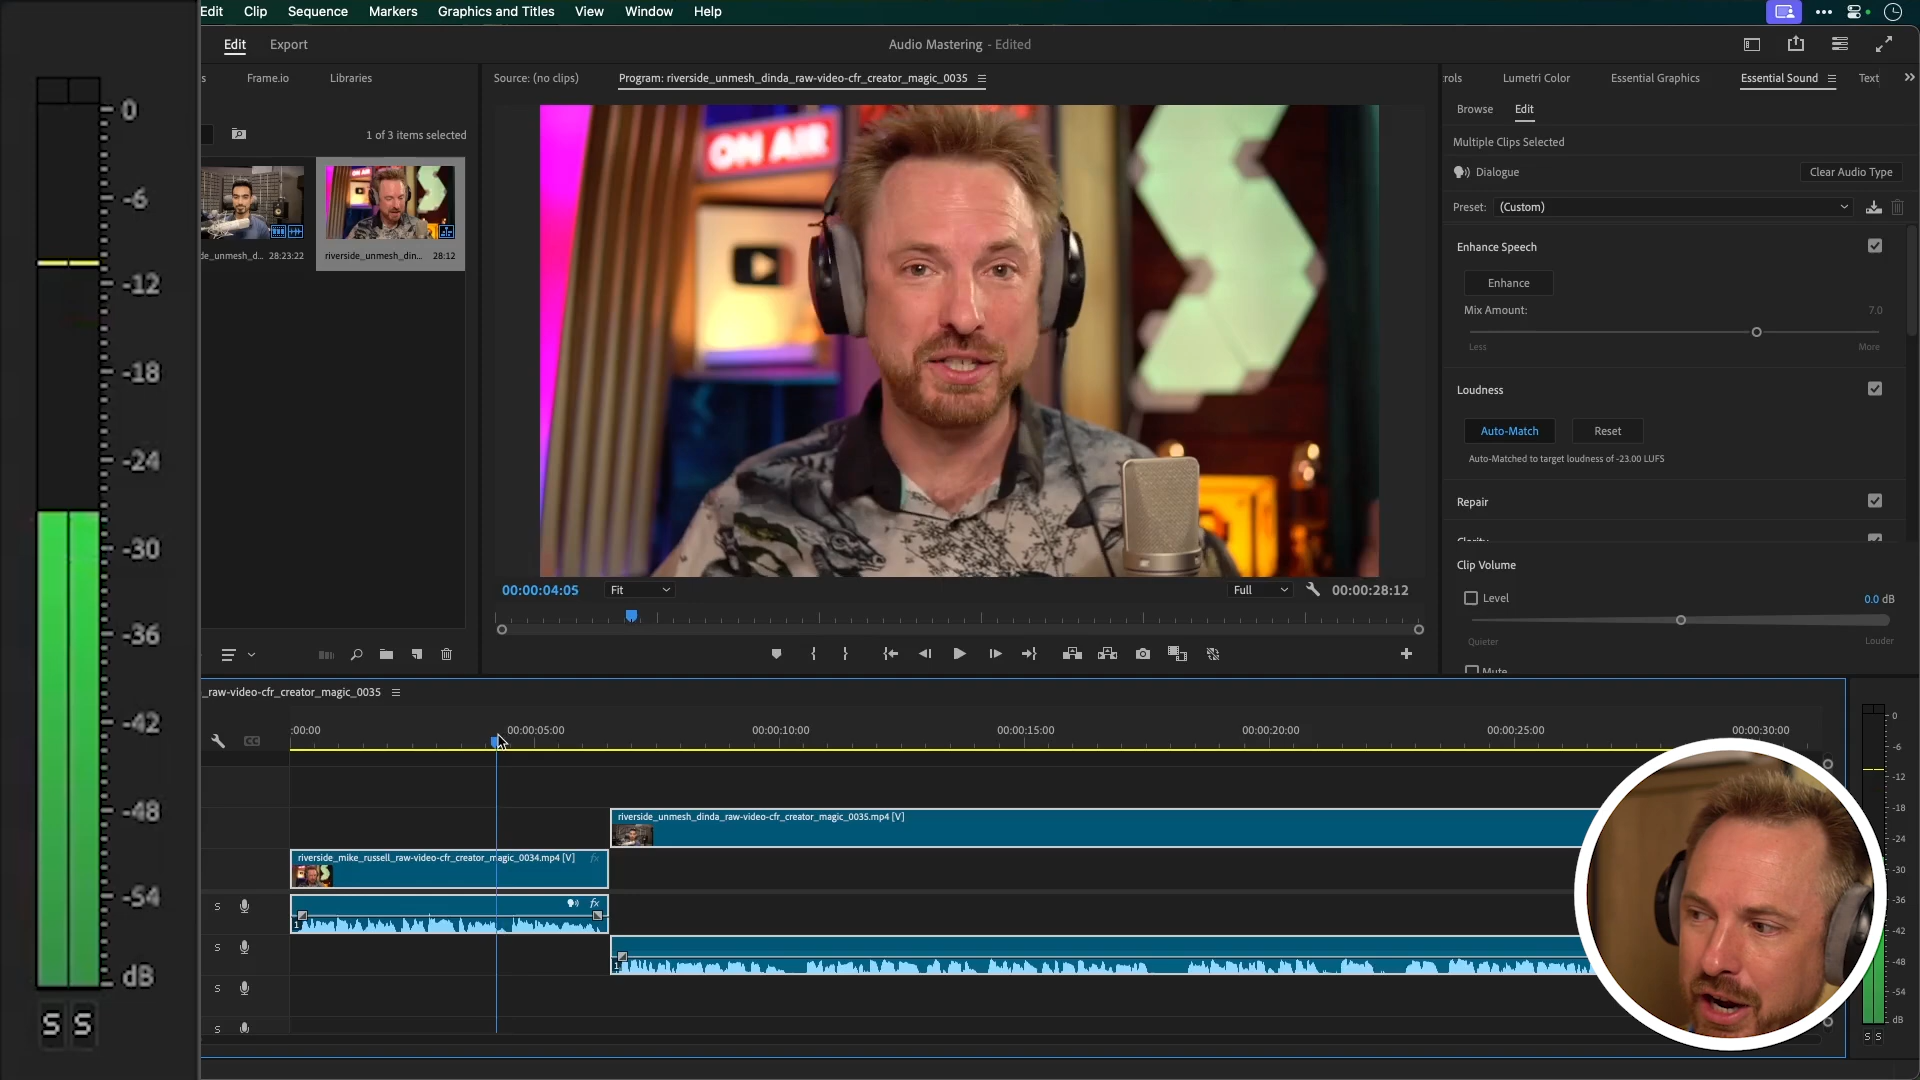 Edit Clip Sequence Markers Graphics and Titles View Window Help
Edit Export
Audio Mastering - Edited
s Frame.io Libraries
Source: (no clips)
Program: riverside_unmesh_dinda_raw-video-cfr_creator_magic_0035
rols Lumetri Color Essential Graphics Essential Sound Text
Browse Edit
1 of 3 items selected
Multiple Clips Selected
Dialogue
Clear Audio Type
Preset: (Custom)
ON AIR
de_unmesh_d... 28:23:22
riverside_unmesh_din... 28:12
Enhance Speech
Enhance
Mix Amount: 7.0
Less More
Loudness
Auto-Match Reset
Auto-Matched to target loudness of -23.00 LUFS
Repair
Clarity
Clip Volume
Level 0.0 dB
Quieter Louder
Mute
00:00:04:05 Fit Full 00:00:28:12
_raw-video-cfr_creator_magic_0035
:00:00 00:00:05:00 00:00:10:00 00:00:15:00 00:00:20:00 00:00:25:00 00:00:30:00
riverside_unmesh_dinda_raw-video-cfr_creator_magic_0035.mp4 [V]
riverside_mike_russell_raw-video-cfr_creator_magic_0034.mp4 [V] fx
S 1 fx
S 1
S
S
0
-6
-12
-18
-24
-30
-36
-42
-48
-54
dB
S S
0
-6
-12
-18
-24
-30
-36
-42
-48
-54
dB
S S